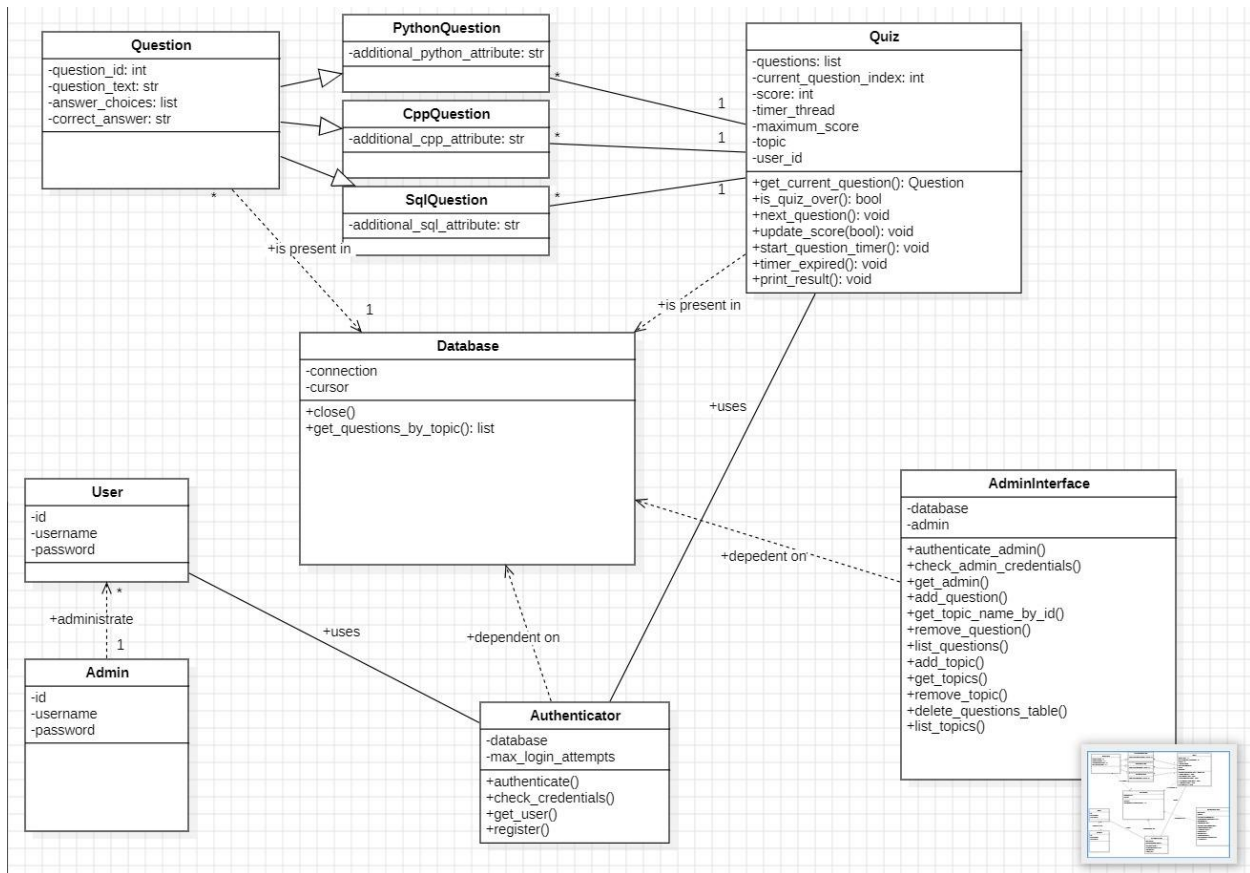 Question
-question_id: int
-question_text: str
-answer_choices: list
-correct_answer: str
*
PythonQuestion
-additional_python_attribute: str
*
CppQuestion
-additional_cpp_attribute: str
*
SqlQuestion
-additional_sql_attribute: str
*
1
1
1
Quiz
-questions: list
-current_question_index: int
-score: int
-timer_thread
-maximum_score
-topic
-user_id
+get_current_question(): Question
+is_quiz_over(): bool
+next_question(): void
+update_score(bool): void
+start_question_timer(): void
+timer_expired(): void
+print_result(): void
+is present in
1
+is present in
Database
-connection
-cursor
+close()
+get_questions_by_topic(): list
+uses
User
-id
-username
-password
*
+administrate
1
Admin
-id
-username
-password
+uses
+dependent on
+depedent on
Authenticator
-database
-max_login_attempts
+authenticate()
+check_credentials()
+get_user()
+register()
AdminInterface
-database
-admin
+authenticate_admin()
+check_admin_credentials()
+get_admin()
+add_question()
+get_topic_name_by_id()
+remove_question()
+list_questions()
+add_topic()
+get_topics()
+remove_topic()
+delete_questions_table()
+list_topics()